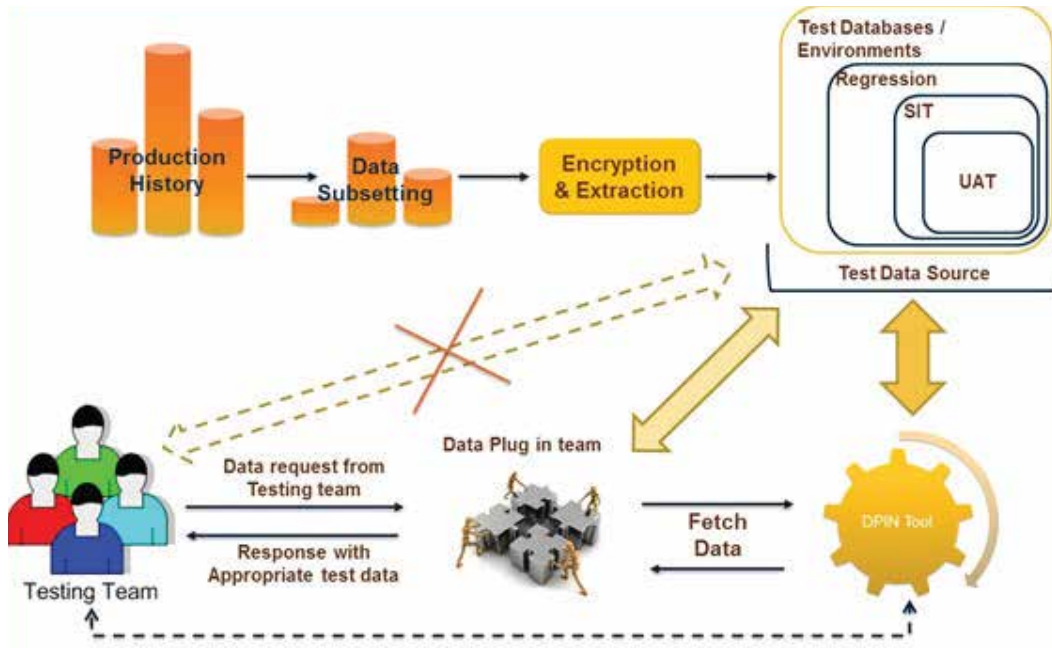 Test Databases /
Environments
Regression
SIT
UAT
Production
History
Data
Subsetting
Encryption
& Extraction
Test Data Source
Data Plug in team
Data request from
Testing team
Response with
Appropriate test data
Fetch
Data
DPIN Tool
Testing Team